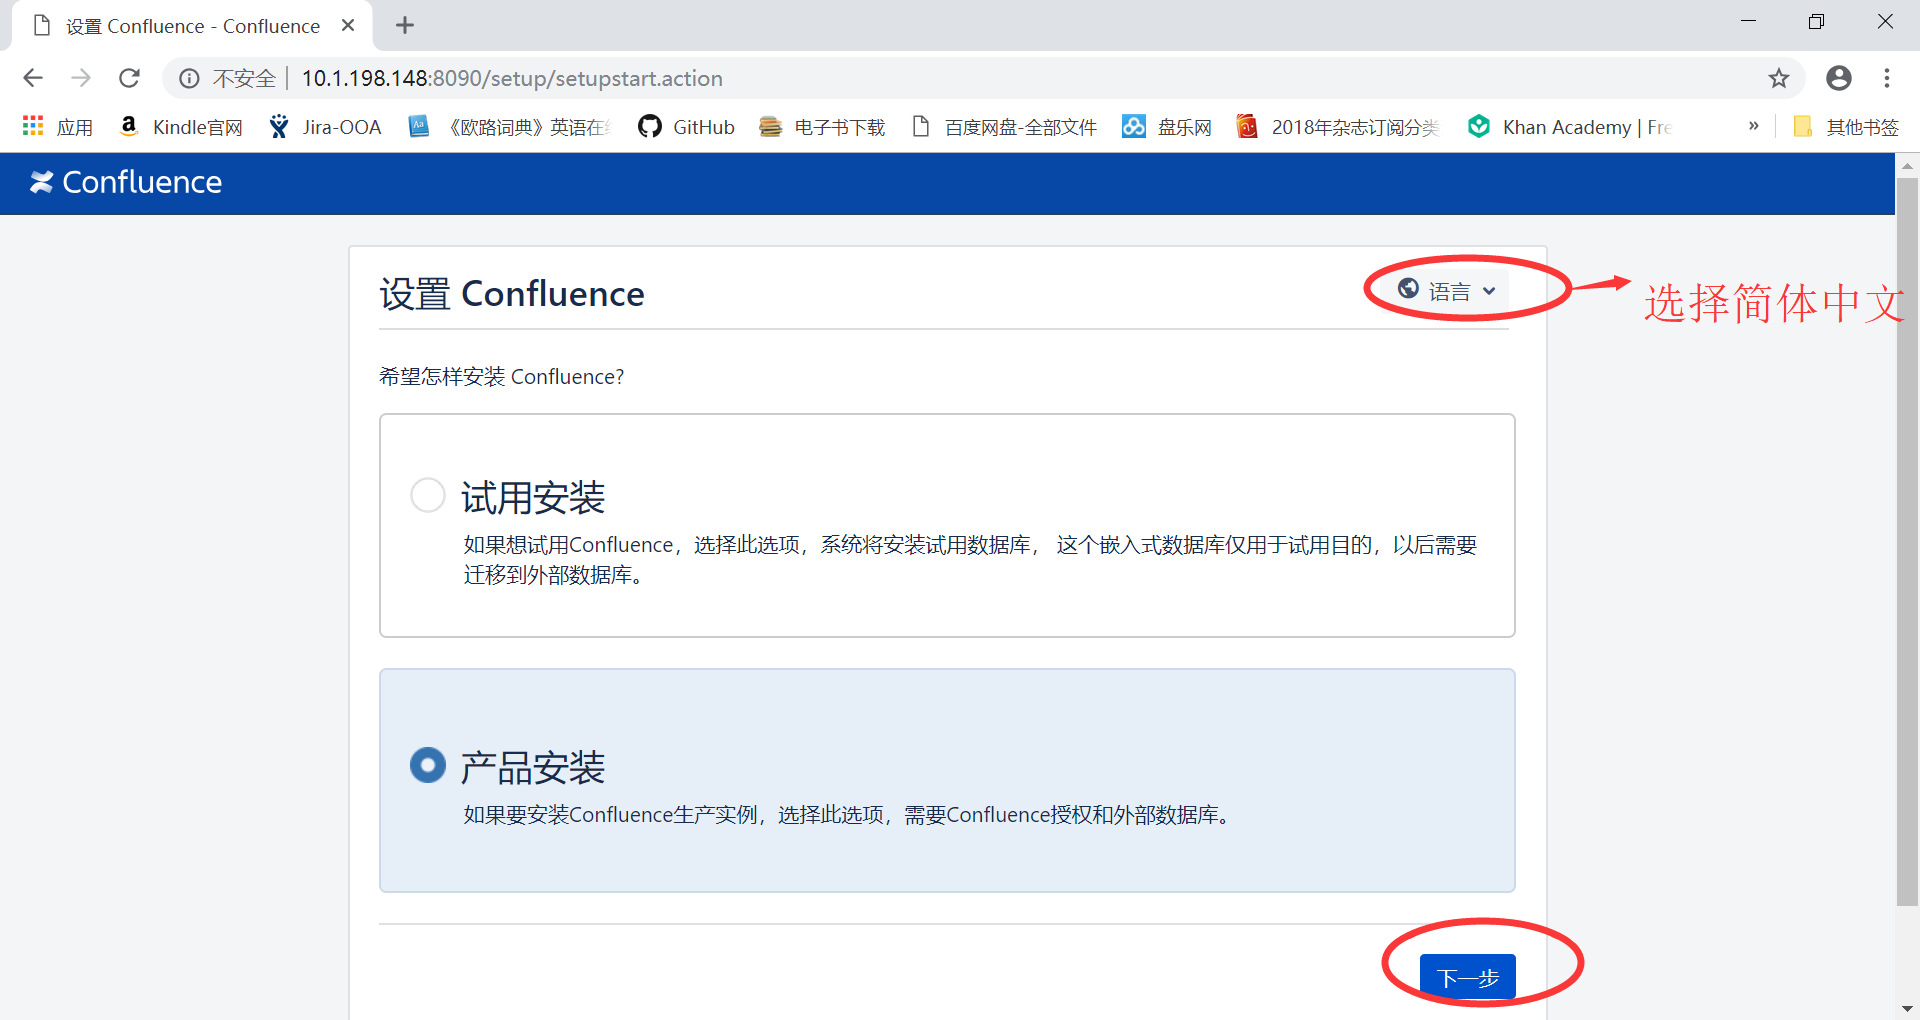 设置 Confluence - Confluence
不安全 10.1.198.148:8090/setup/setupstart.action
应用 Kindle官网 Jira-OOA 《欧路词典》英语在 GitHub 电子书下载 百度网盘-全部文件 盘乐网 2018年杂志订阅分类 Khan Academy | Fre » 其他书签
Confluence
设置 Confluence
语言
选择简体中文
希望怎样安装 Confluence?
试用安装
如果想试用Confluence，选择此选项，系统将安装试用数据库， 这个嵌入式数据库仅用于试用目的，以后需要
迁移到外部数据库。
产品安装
如果要安装Confluence生产实例，选择此选项，需要Confluence授权和外部数据库。
下一步